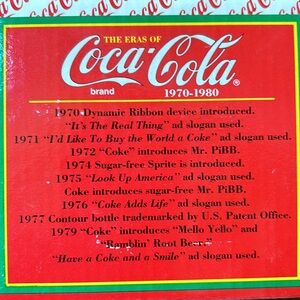 THE ERAS OF
Coca-Cola®
brand 1970-1980
1970 Dynamic Ribbon device introduced.
"It's The Real Thing" ad slogan used.
1971 "I'd Like To Buy the World a Coke" ad slogan used.
1972 "Coke" introduces Mr. PiBB.
1974 Sugar-free Sprite is introduced.
1975 "Look Up America" ad slogan used.
Coke introduces sugar-free Mr. PiBB.
1976 "Coke Adds Life" ad slogan used.
1977 Contour bottle trademarked by U.S. Patent Office.
1979 "Coke" introduces "Mello Yello" and
"Ramblin' Root Beer."
"Have a Coke and a Smile" ad slogan used.